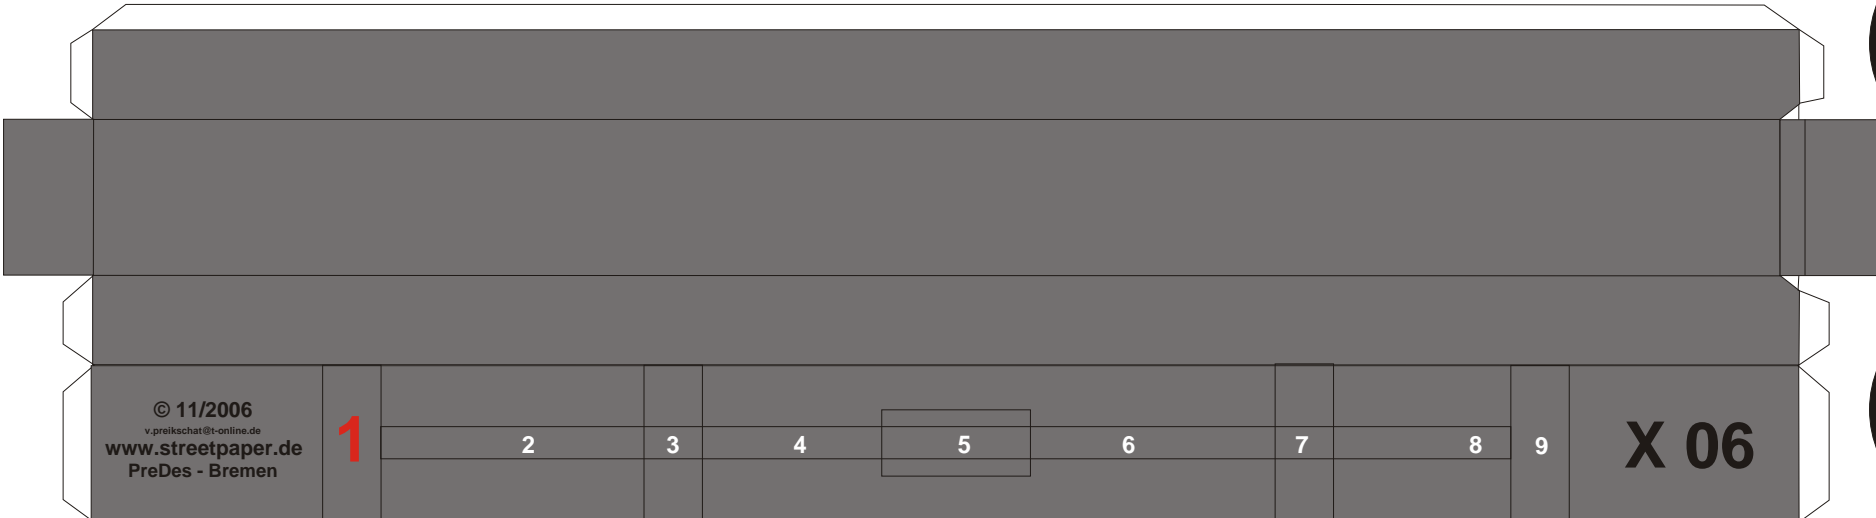 © 11/2006
v.preikschat@t-online.de
www.streetpaper.de
PreDes - Bremen
1
2 3 4 5 6 7 8 9
X 06